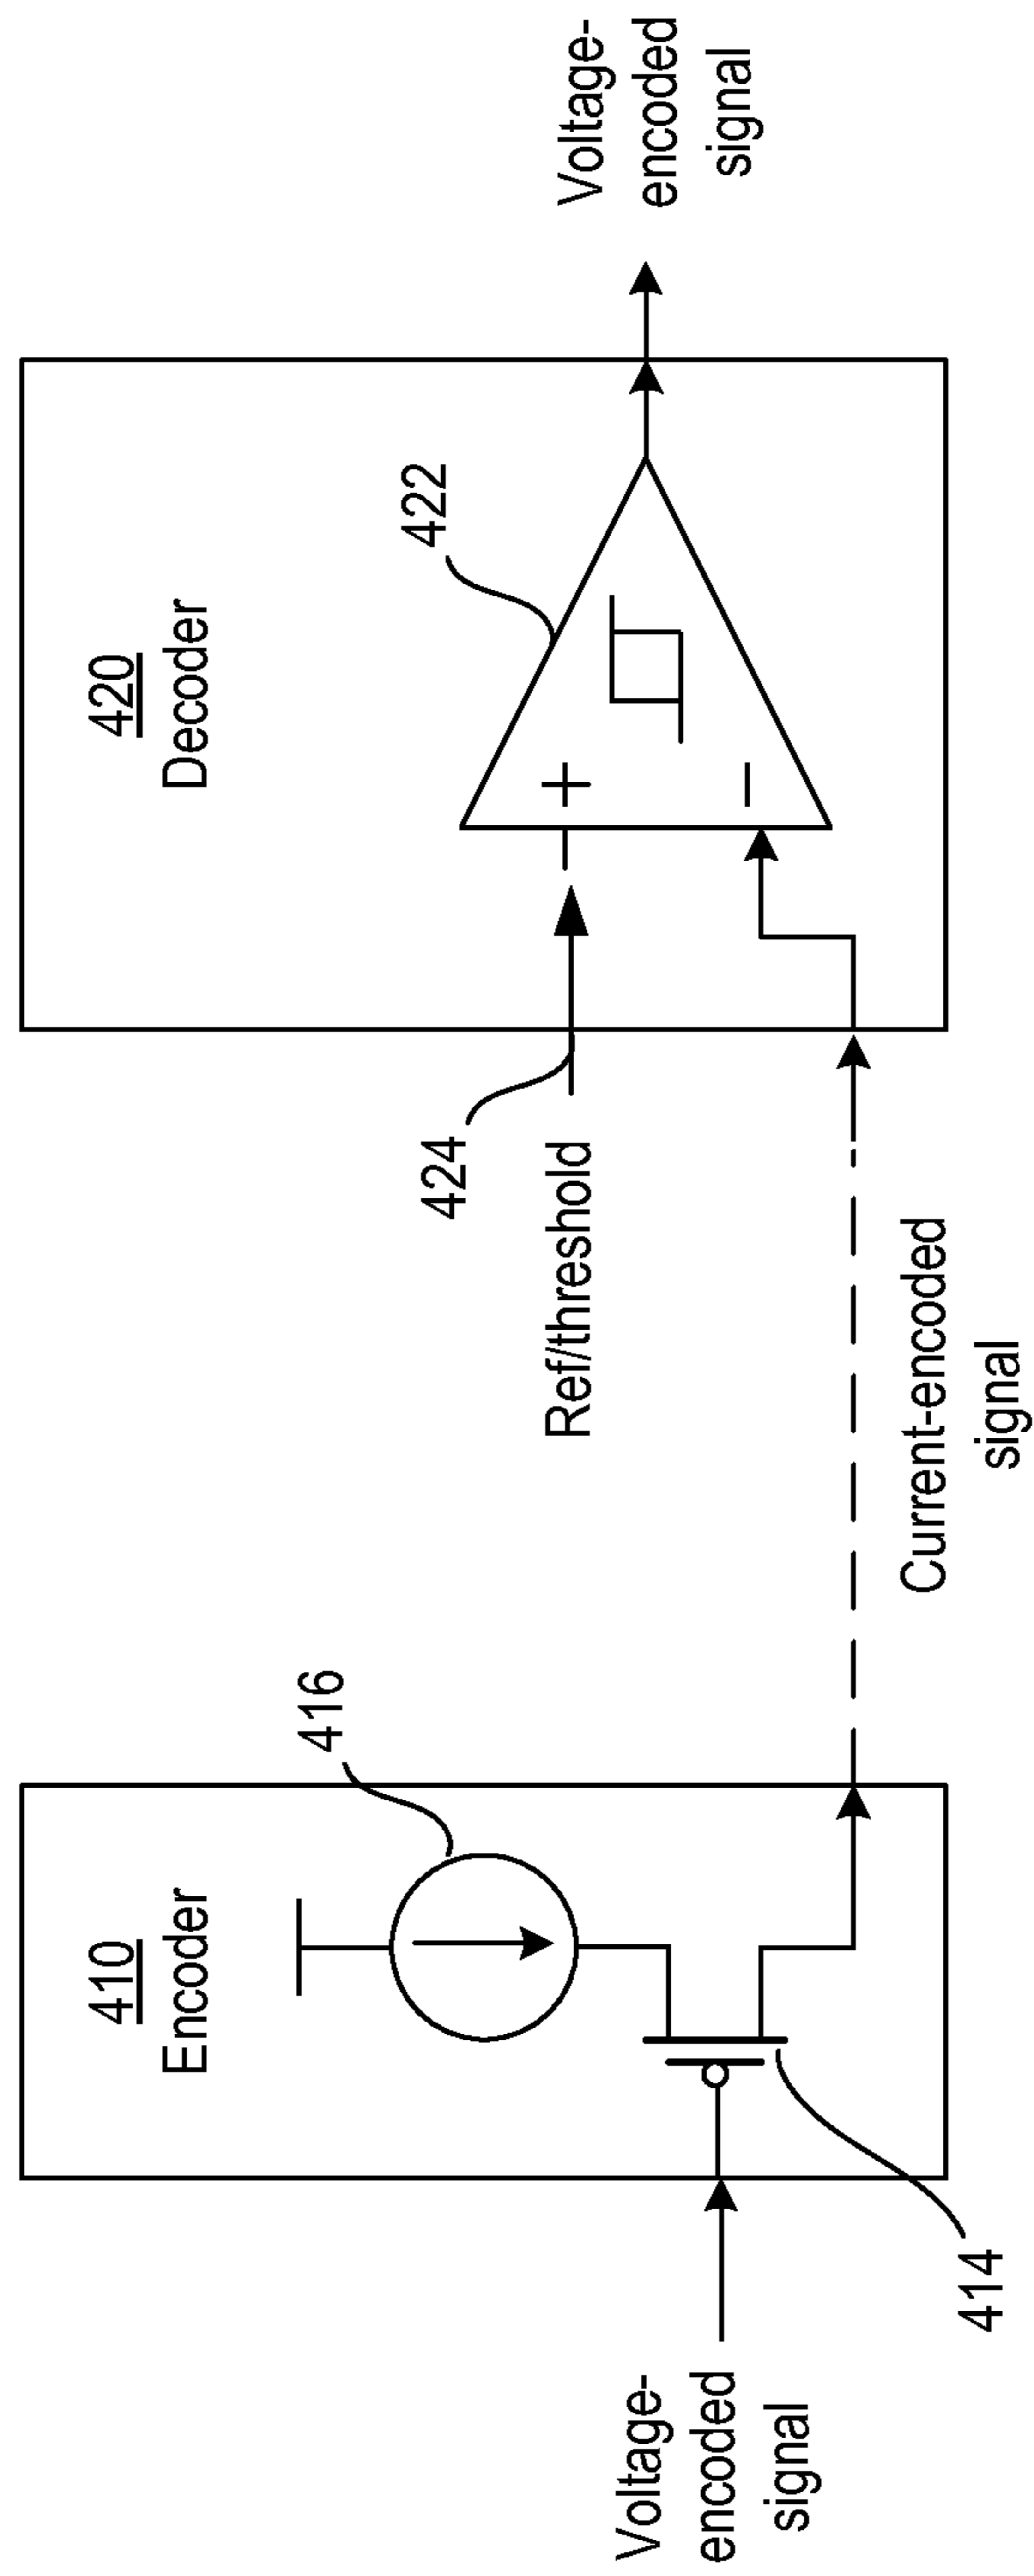 410
Encoder
416
Voltage-
encoded
signal
414
Current-encoded
signal
420
Decoder
424
Ref/threshold
422
+
−
Voltage-
encoded
signal